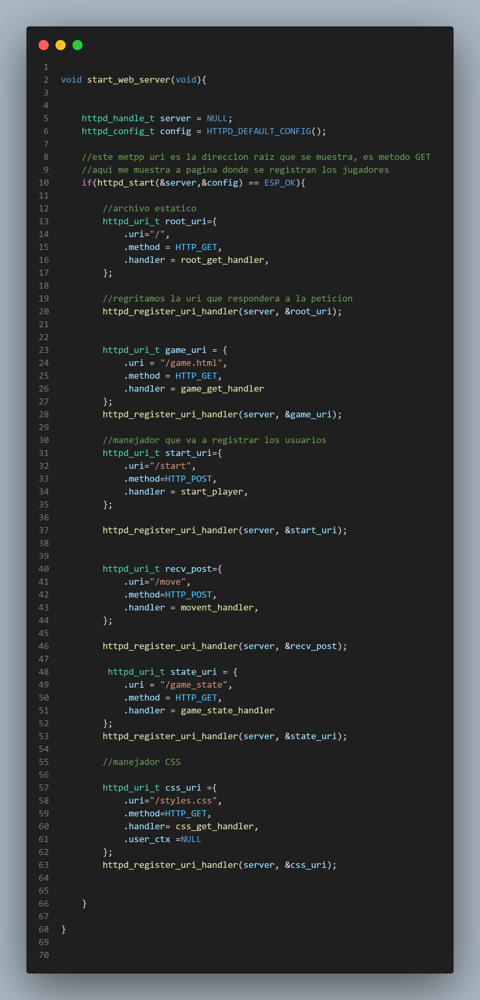 1
2 void start_web_server(void){
3
4
5     httpd_handle_t server = NULL;
6     httpd_config_t config = HTTPD_DEFAULT_CONFIG();
7
8     //este metpp uri es la direccion raiz que se muestra, es metodo GET
9     //aqui me muestra a pagina donde se registran los jugadores
10     if(httpd_start(&server,&config) == ESP_OK){
11
12         //archivo estatico
13         httpd_uri_t root_uri={
14             .uri="/",
15             .method = HTTP_GET,
16             .handler = root_get_handler,
17         };
18
19         //regritamos la uri que respondera a la peticion
20         httpd_register_uri_handler(server, &root_uri);
21
22
23         httpd_uri_t game_uri = {
24             .uri = "/game.html",
25             .method = HTTP_GET,
26             .handler = game_get_handler
27         };
28         httpd_register_uri_handler(server, &game_uri);
29
30         //manejador que va a registrar los usuarios
31         httpd_uri_t start_uri={
32             .uri="/start",
33             .method=HTTP_POST,
34             .handler = start_player,
35         };
36
37         httpd_register_uri_handler(server, &start_uri);
38
39
40         httpd_uri_t recv_post={
41             .uri="/move",
42             .method=HTTP_POST,
43             .handler = movent_handler,
44         };
45
46         httpd_register_uri_handler(server, &recv_post);
47
48          httpd_uri_t state_uri = {
49             .uri = "/game_state",
50             .method = HTTP_GET,
51             .handler = game_state_handler
52         };
53         httpd_register_uri_handler(server, &state_uri);
54
55         //manejador CSS
56
57         httpd_uri_t css_uri ={
58             .uri="/styles.css",
59             .method=HTTP_GET,
60             .handler= css_get_handler,
61             .user_ctx =NULL
62         };
63         httpd_register_uri_handler(server, &css_uri);
64
65
66     }
67
68 }
69
70